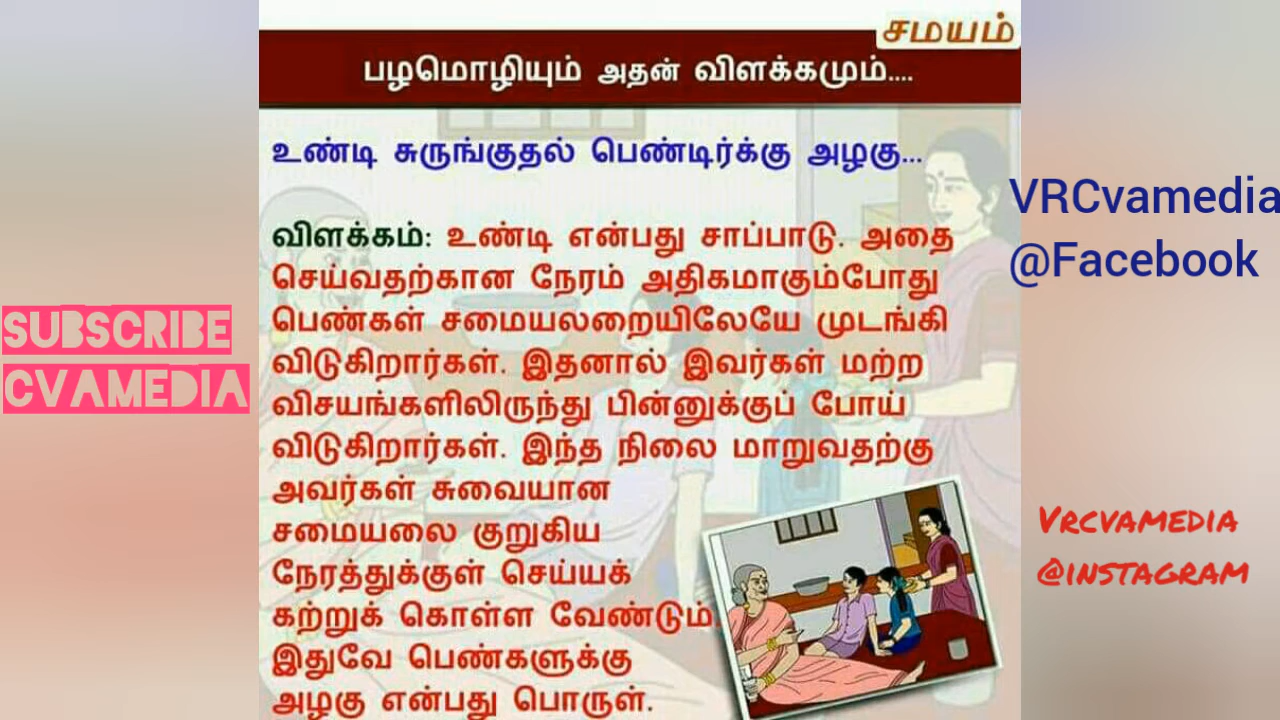 சமயம்
பழமொழியும் அதன் விளக்கமும்....
உண்டி சுருங்குதல் பெண்டிர்க்கு அழகு...
விளக்கம்: உண்டி என்பது சாப்பாடு. அதை
செய்வதற்கான நேரம் அதிகமாகும்போது
பெண்கள் சமையலறையிலேயே முடங்கி
விடுகிறார்கள். இதனால் இவர்கள் மற்ற
விசயங்களிலிருந்து பின்னுக்குப் போய்
விடுகிறார்கள். இந்த நிலை மாறுவதற்கு
அவர்கள் சுவையான
சமையலை குறுகிய
நேரத்துக்குள் செய்யக்
கற்றுக் கொள்ள வேண்டும்.
இதுவே பெண்களுக்கு
அழகு என்பது பொருள்.
SUBSCRIBE
CVAMEDIA
VRCvamedia
@Facebook
VRCVAMEDIA
@INSTAGRAM